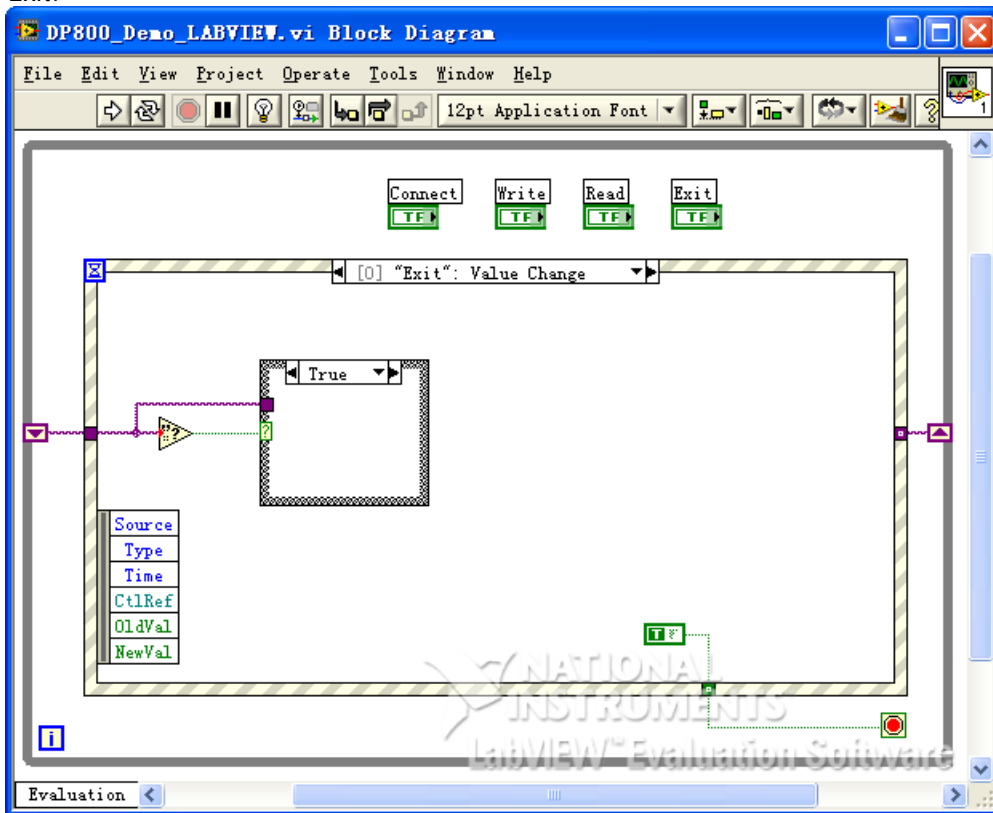 Exit:
DP800_Demo_LABVIEW.vi Block Diagram
File Edit View Project Operate Tools Window Help
12pt Application Font
1
Connect Write Read Exit
TF TF TF TF
[0] "Exit": Value Change
True
"?
?
Source
Type
Time
CtlRef
OldVal
NewVal
T F
NATIONAL
INSTRUMENTS
i
LabVIEW™ Evaluation Software
Evaluation